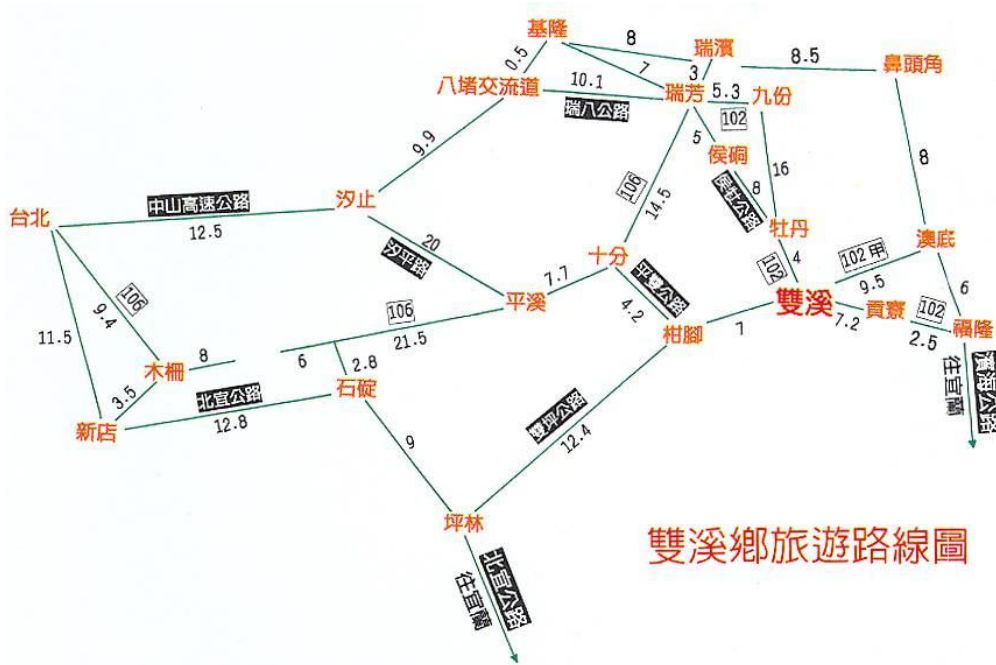 基隆
8
瑞濱
8.5
鼻頭角
0.5
7
3
八堵交流道
10.1
瑞芳
5.3
九份
瑞八公路
102
9.9
5
侯硐
106
14.5
侯牡公路
8
16
8
台北
中山高速公路
12.5
汐止
20
汐平路
十分
牡丹
102
4
102甲
9.5
澳底
106
9.4
11.5
7.7
平雙公路
4.2
平溪
106
21.5
雙溪
貢寮
102
6
7.2
2.5
福隆
7
柑腳
濱海公路
往宜蘭
木柵
8
6
2.8
石碇
3.5
北宜公路
12.8
新店
9
雙坪公路
12.4
坪林
北宜公路
往宜蘭
雙溪鄉旅遊路線圖